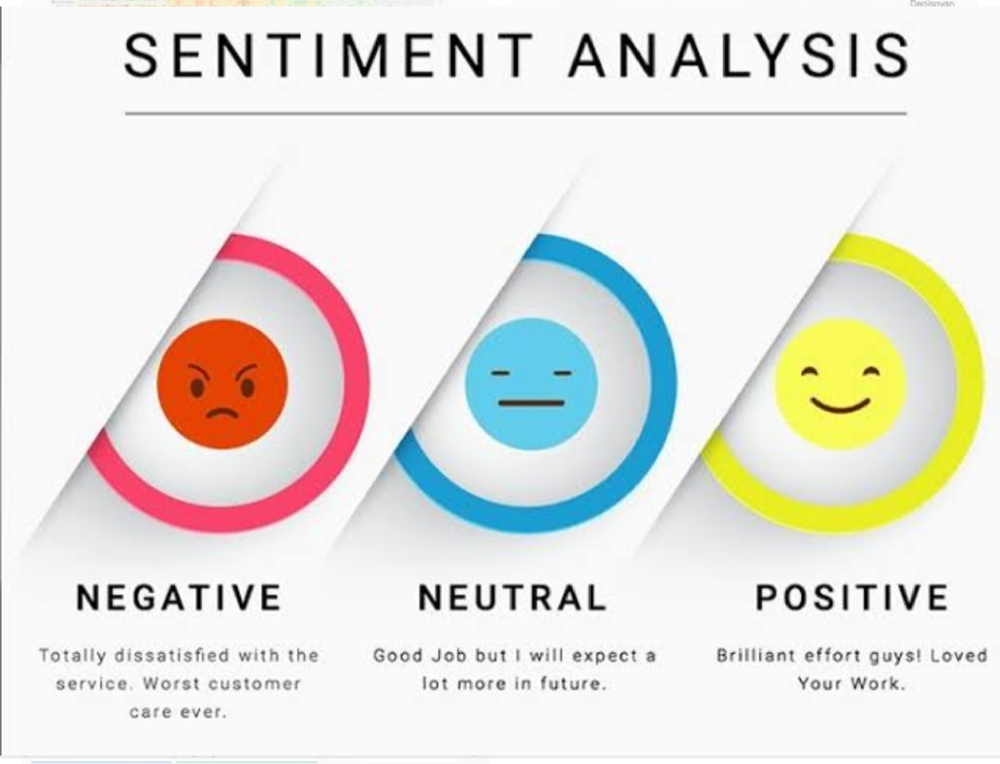 Denisovan
SENTIMENT ANALYSIS
NEGATIVE
Totally dissatisfied with the
service. Worst customer
care ever.
NEUTRAL
Good Job but I will expect a
lot more in future.
POSITIVE
Brilliant effort guys! Loved
Your Work.